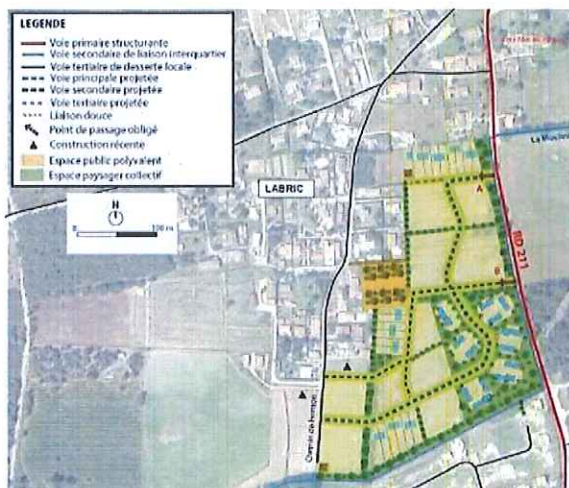 LEGENDE
Voie primaire structurante
Voie secondaire de liaison interquartier
Voie tertiaire de desserte locale
Voie principale projetée
Voie secondaire projetée
Voie tertiaire projetée
Liaison douce
Point de passage obligé
Construction récente
Espace public polyvalent
Espace paysager collectif
LABRIC
N
0
100 m
A
B
RD 211